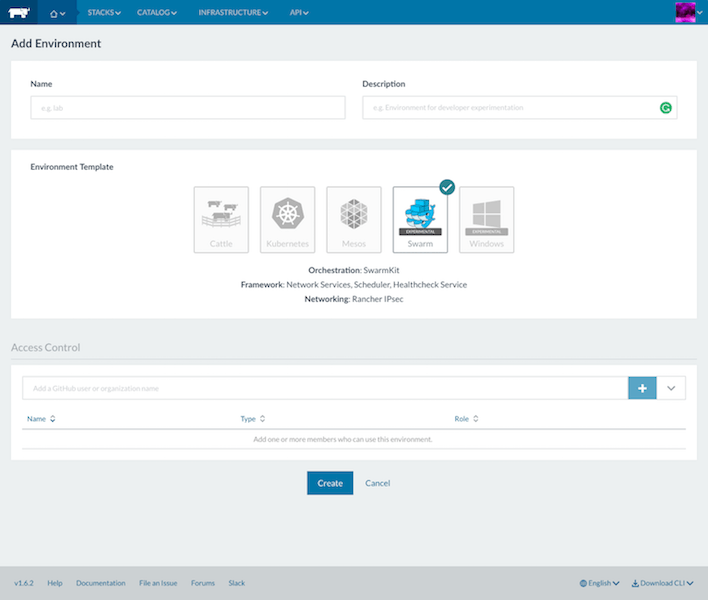 STACKS CATALOG INFRASTRUCTURE API
Add Environment
Name Description
e.g. lab e.g. Environment for developer experimentation
Environment Template
EXPERIMENTAL EXPERIMENTAL
Cattle Kubernetes Mesos Swarm Windows
Orchestration: SwarmKit
Framework: Network Services, Scheduler, Healthcheck Service
Networking: Rancher IPsec
Access Control
Add a GitHub user or organization name
Name Type Role
Add one or more members who can use this environment.
Create Cancel
v1.6.2 Help Documentation File an Issue Forums Slack English Download CLI